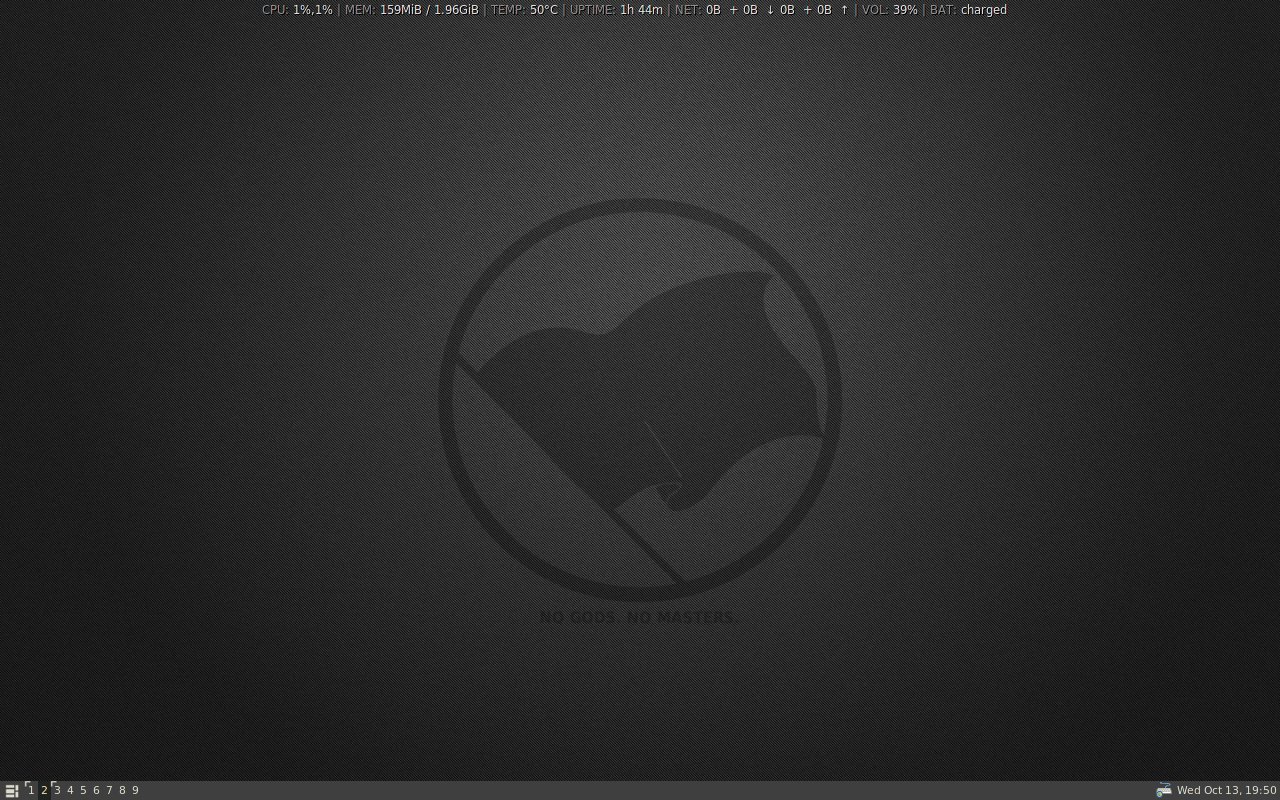 CPU: 1%,1% | MEM: 159MiB / 1.96GiB | TEMP: 50°C | UPTIME: 1h 44m | NET: 0B + 0B ↓ 0B + 0B ↑ | VOL: 39% | BAT: charged
NO GODS. NO MASTERS.
1 2 3 4 5 6 7 8 9 Wed Oct 13, 19:50